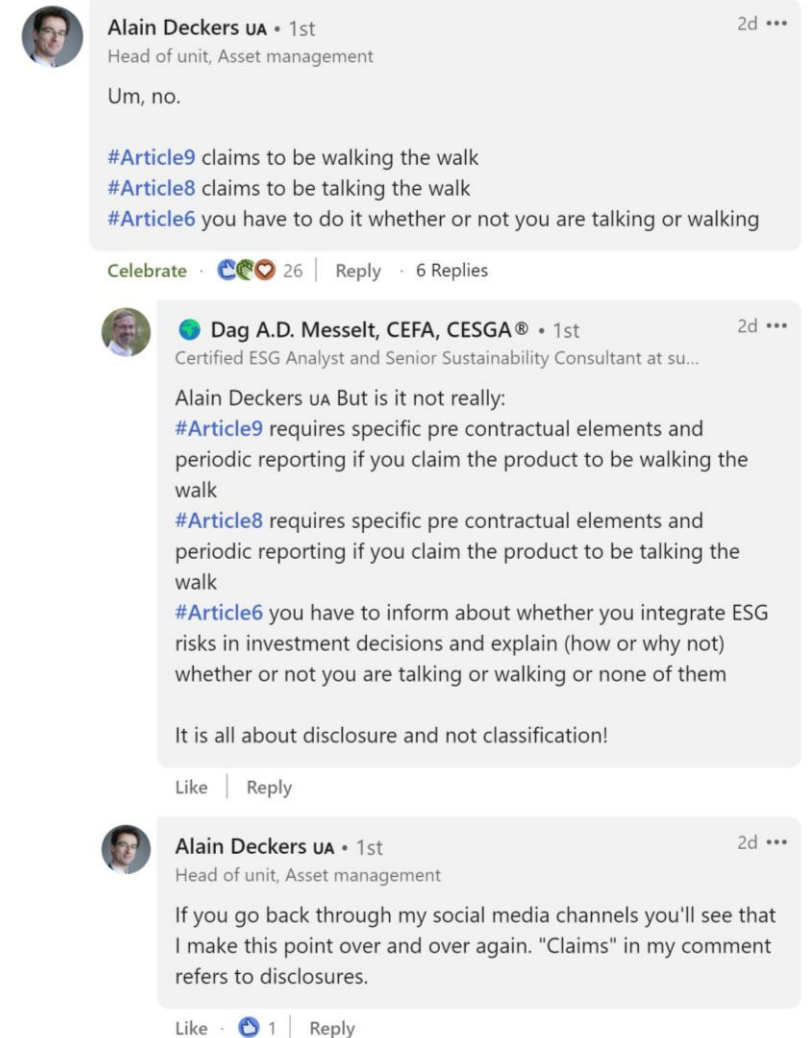 Alain Deckers ᴜᴀ • 1st
2d •••
Head of unit, Asset management
Um, no.
#Article9 claims to be walking the walk
#Article8 claims to be talking the walk
#Article6 you have to do it whether or not you are talking or walking
Celebrate · 26 | Reply · 6 Replies
Dag A.D. Messelt, CEFA, CESGA® • 1st
2d •••
Certified ESG Analyst and Senior Sustainability Consultant at su...
Alain Deckers ᴜᴀ But is it not really:
#Article9 requires specific pre contractual elements and
periodic reporting if you claim the product to be walking the
walk
#Article8 requires specific pre contractual elements and
periodic reporting if you claim the product to be talking the
walk
#Article6 you have to inform about whether you integrate ESG
risks in investment decisions and explain (how or why not)
whether or not you are talking or walking or none of them
It is all about disclosure and not classification!
Like | Reply
Alain Deckers ᴜᴀ • 1st
2d •••
Head of unit, Asset management
If you go back through my social media channels you'll see that
I make this point over and over again. "Claims" in my comment
refers to disclosures.
Like · 1 | Reply